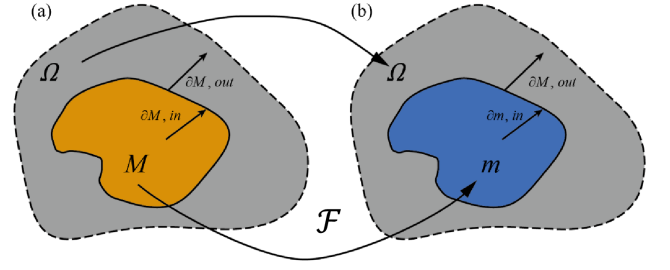 (a)
(b)
Ω
∂M, out
∂M, in
M
Ω
∂M, out
∂m, in
m
ℱ